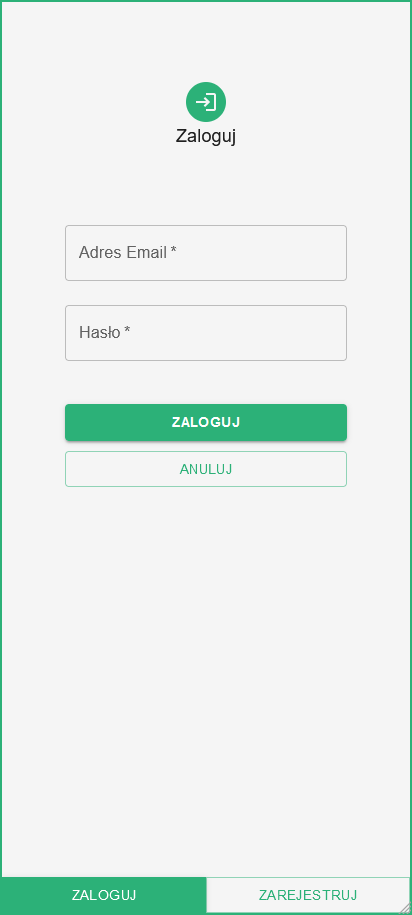 Zaloguj
Adres Email *
Hasło *
ZALOGUJ
ANULUJ
ZALOGUJ
ZAREJESTRUJ